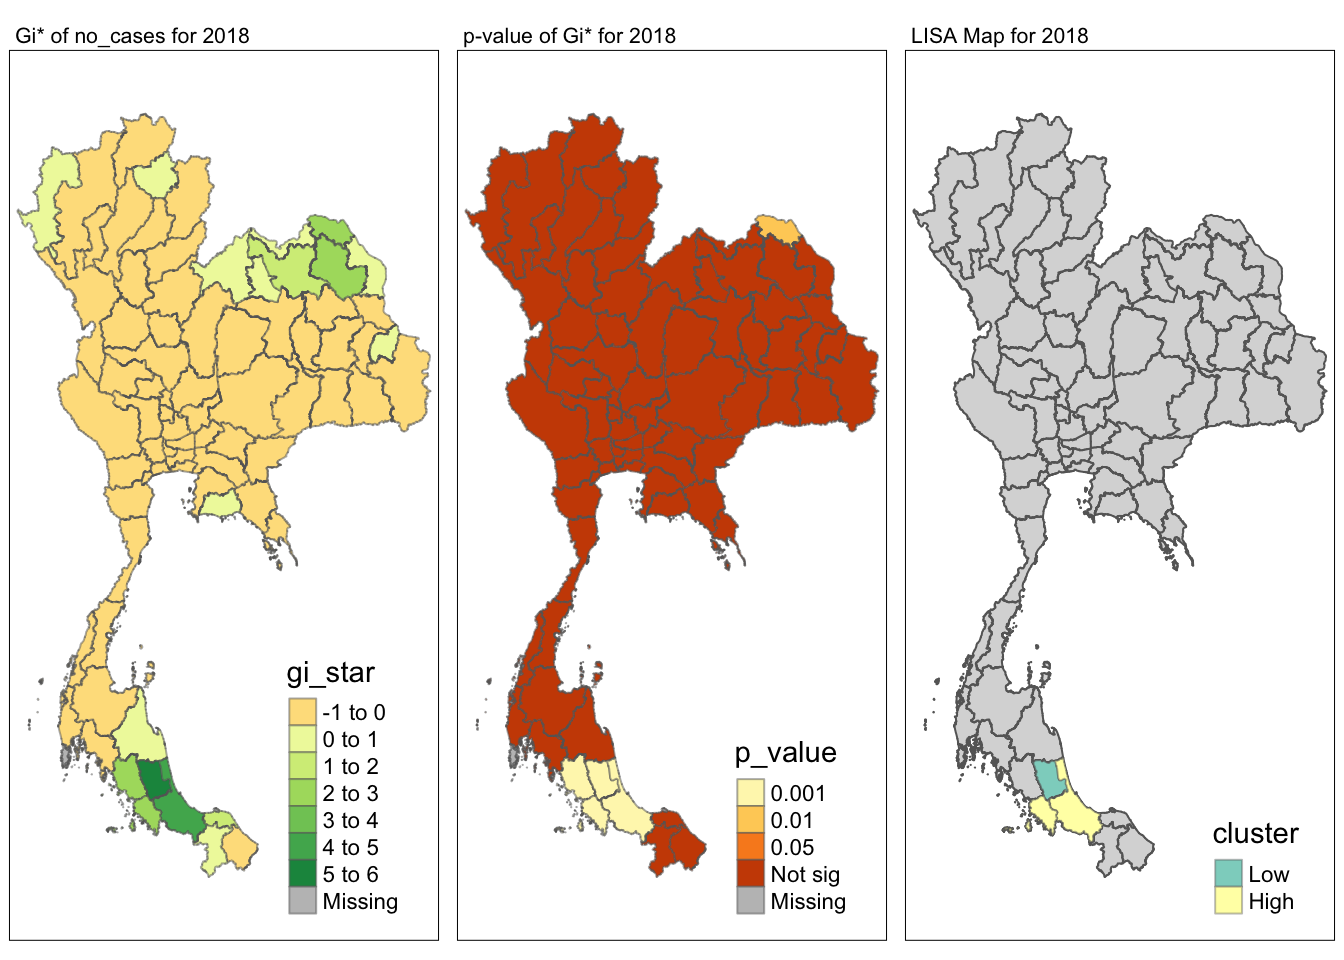 Gi* of no_cases for 2018
p-value of Gi* for 2018
LISA Map for 2018
gi_star
-1 to 0
0 to 1
1 to 2
2 to 3
3 to 4
4 to 5
5 to 6
Missing
p_value
0.001
0.01
0.05
Not sig
Missing
cluster
Low
High